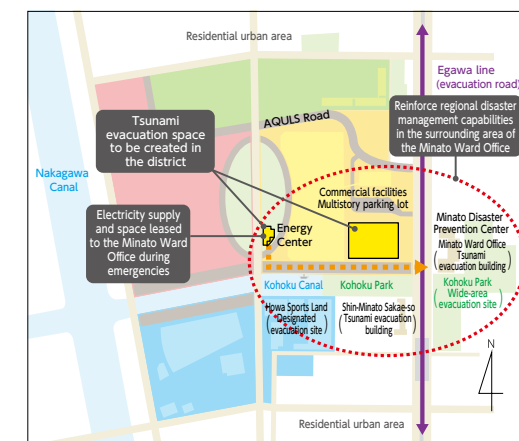 Residential urban area
Egawa line
(evacuation road)
Tsunami
evacuation space
to be created in
the district
AQULS Road
Reinforce regional disaster
management capabilities
in the surrounding area of
the Minato Ward Office
Nakagawa
Canal
Commercial facilities
Multistory parking lot
Electricity supply
and space leased
to the Minato Ward
Office during
emergencies
Energy
Center
Minato Disaster
Prevention Center
(Minato Ward Office
Tsunami
evacuation building)
Kohoku Park
(Wide-area
evacuation site)
Kohoku Canal
Kohoku Park
Howa Sports Land
(Designated
evacuation site)
Shin-Minato Sakae-so
(Tsunami evacuation
building)
N
Residential urban area